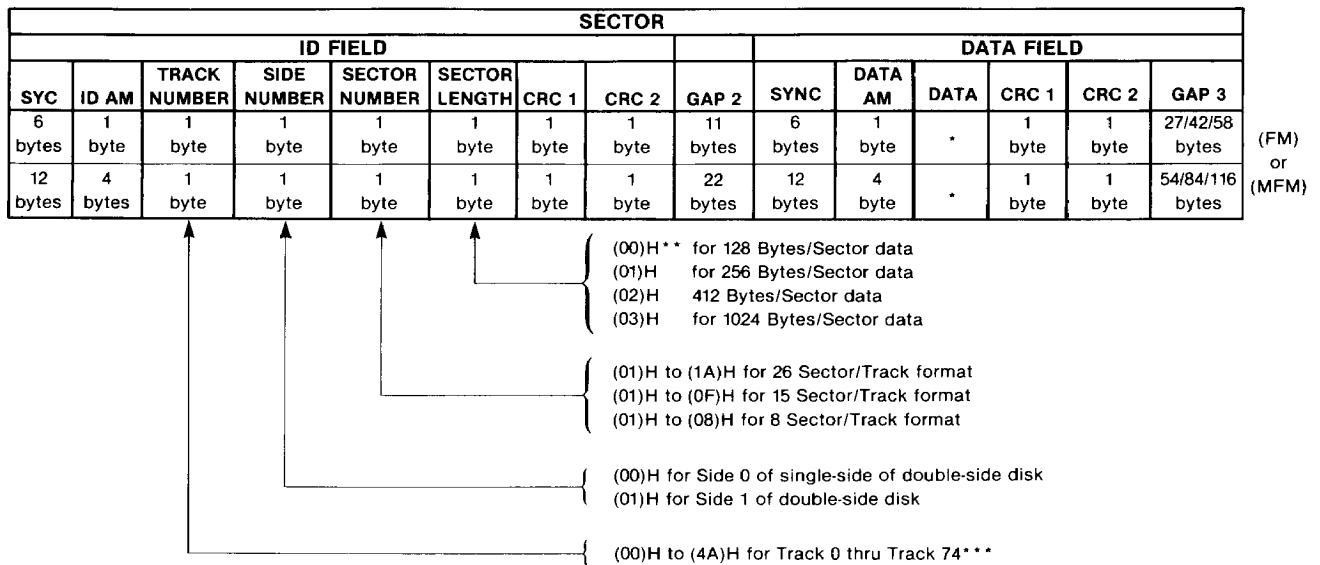 SECTOR
ID FIELD DATA FIELD
SYC ID AM TRACK NUMBER SIDE NUMBER SECTOR NUMBER SECTOR LENGTH CRC 1 CRC 2 GAP 2 SYNC DATA AM DATA CRC 1 CRC 2 GAP 3
6 bytes 1 byte 1 byte 1 byte 1 byte 1 byte 1 byte 1 byte 11 bytes 6 bytes 1 byte * 1 byte 1 byte 27/42/58 bytes (FM)
or
12 bytes 4 bytes 1 byte 1 byte 1 byte 1 byte 1 byte 1 byte 22 bytes 12 bytes 4 bytes * 1 byte 1 byte 54/84/116 bytes (MFM)
(00)H** for 128 Bytes/Sector data
(01)H for 256 Bytes/Sector data
(02)H 412 Bytes/Sector data
(03)H for 1024 Bytes/Sector data
(01)H to (1A)H for 26 Sector/Track format
(01)H to (0F)H for 15 Sector/Track format
(01)H to (08)H for 8 Sector/Track format
(00)H for Side 0 of single-side of double-side disk
(01)H for Side 1 of double-side disk
(00)H to (4A)H for Track 0 thru Track 74***